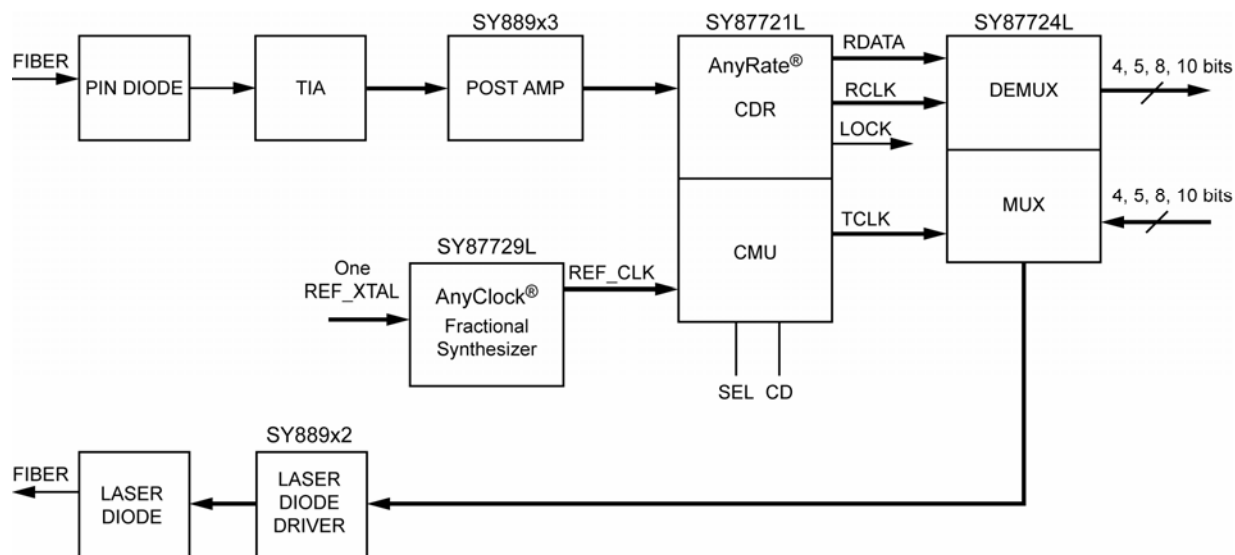 SY889x3
SY87721L
SY87724L
FIBER
PIN DIODE
TIA
POST AMP
AnyRate®
CDR
RDATA
RCLK
LOCK
DEMUX
4, 5, 8, 10 bits
SY87729L
One
REF_XTAL
AnyClock®
Fractional
Synthesizer
REF_CLK
CMU
TCLK
MUX
4, 5, 8, 10 bits
SEL CD
SY889x2
FIBER
LASER
DIODE
LASER
DIODE
DRIVER